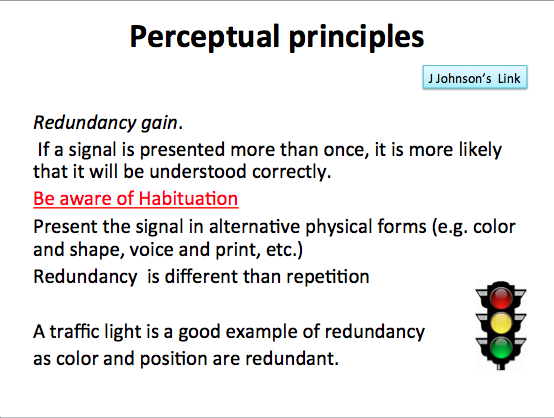 Perceptual principles
J Johnson's Link
Redundancy gain.
If a signal is presented more than once, it is more likely
that it will be understood correctly.
Be aware of Habituation
Present the signal in alternative physical forms (e.g. color
and shape, voice and print, etc.)
Redundancy is different than repetition
A traffic light is a good example of redundancy
as color and position are redundant.